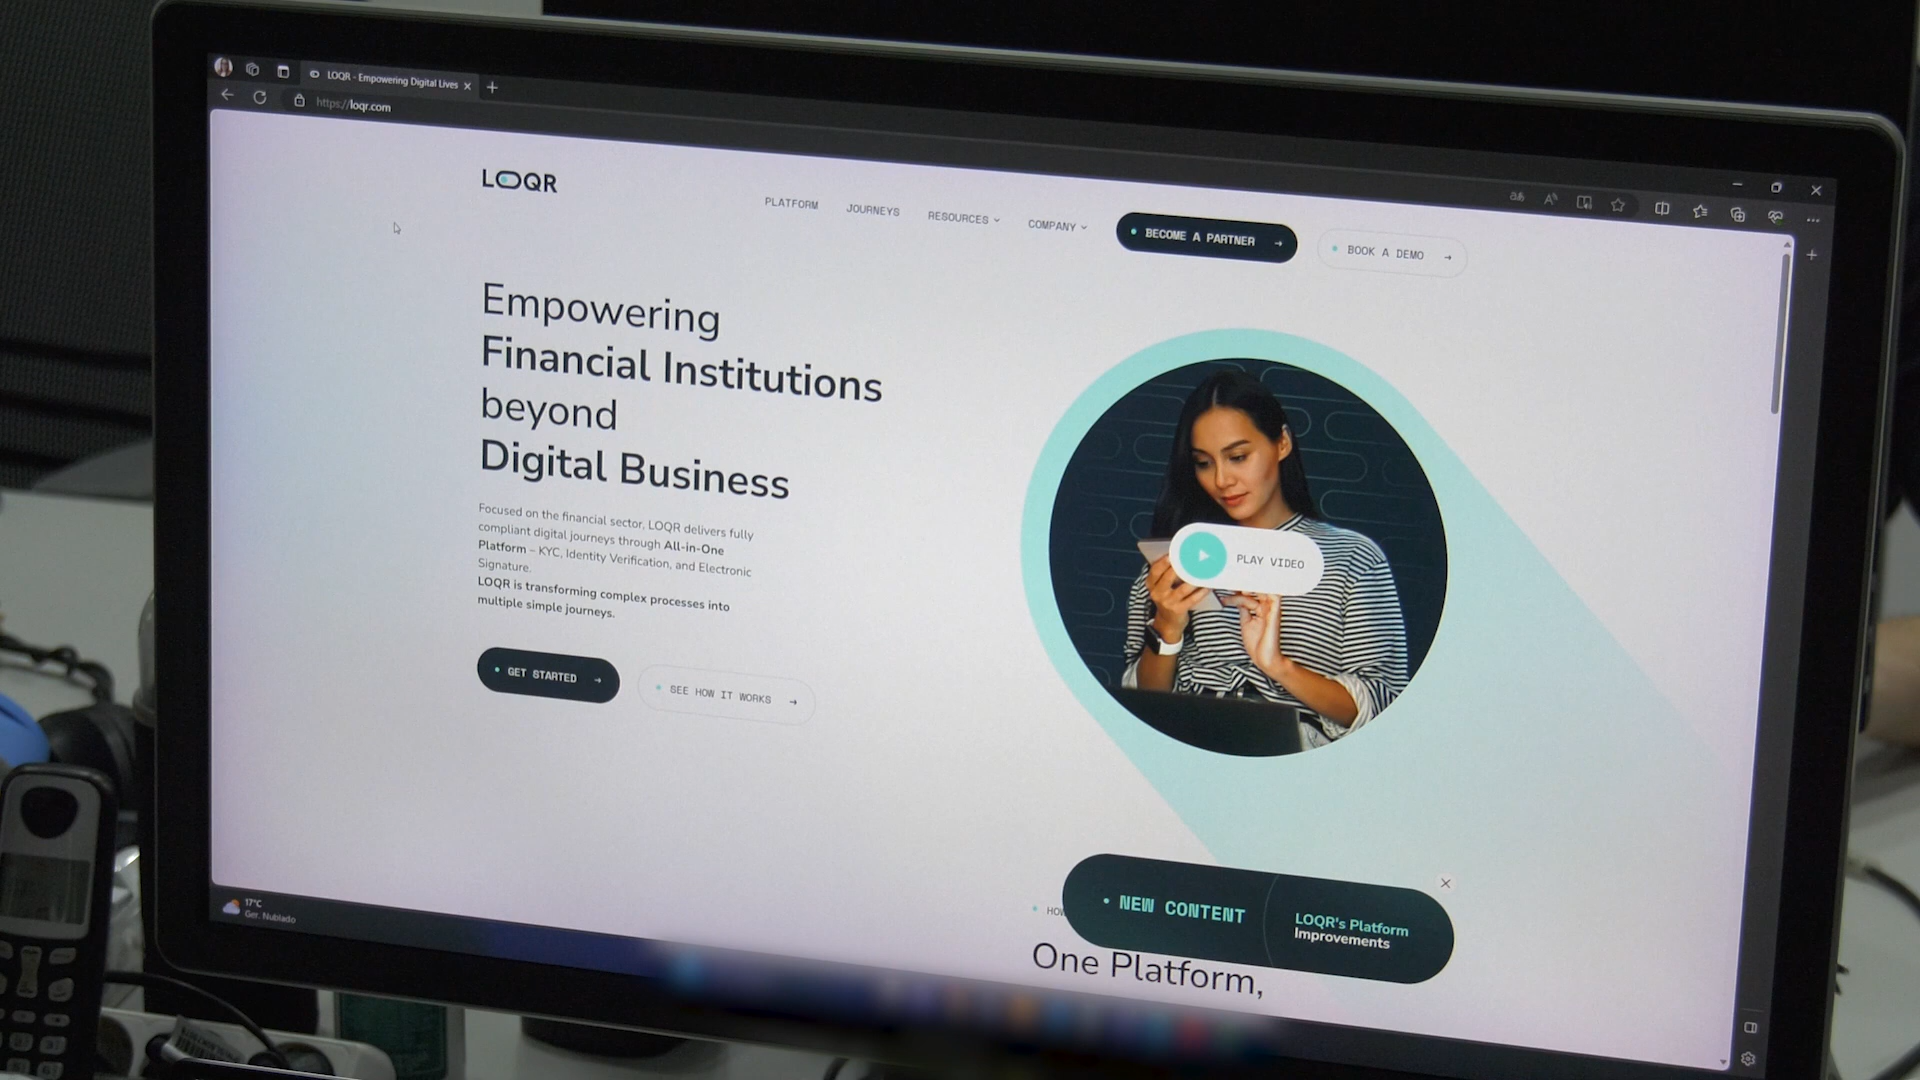 LOQR - Empowering Digital Lives
https://loqr.com
LOQR
PLATFORM
JOURNEYS
RESOURCES
COMPANY
BECOME A PARTNER
BOOK A DEMO
Empowering
Financial Institutions
beyond
Digital Business
Focused on the financial sector, LOQR delivers fully
compliant digital journeys through All-in-One
Platform – KYC, Identity Verification, and Electronic
Signature.
LOQR is transforming complex processes into
multiple simple journeys.
GET STARTED
SEE HOW IT WORKS
PLAY VIDEO
NEW CONTENT
LOQR's Platform
Improvements
One Platform,
17°C
Ger. Nublado